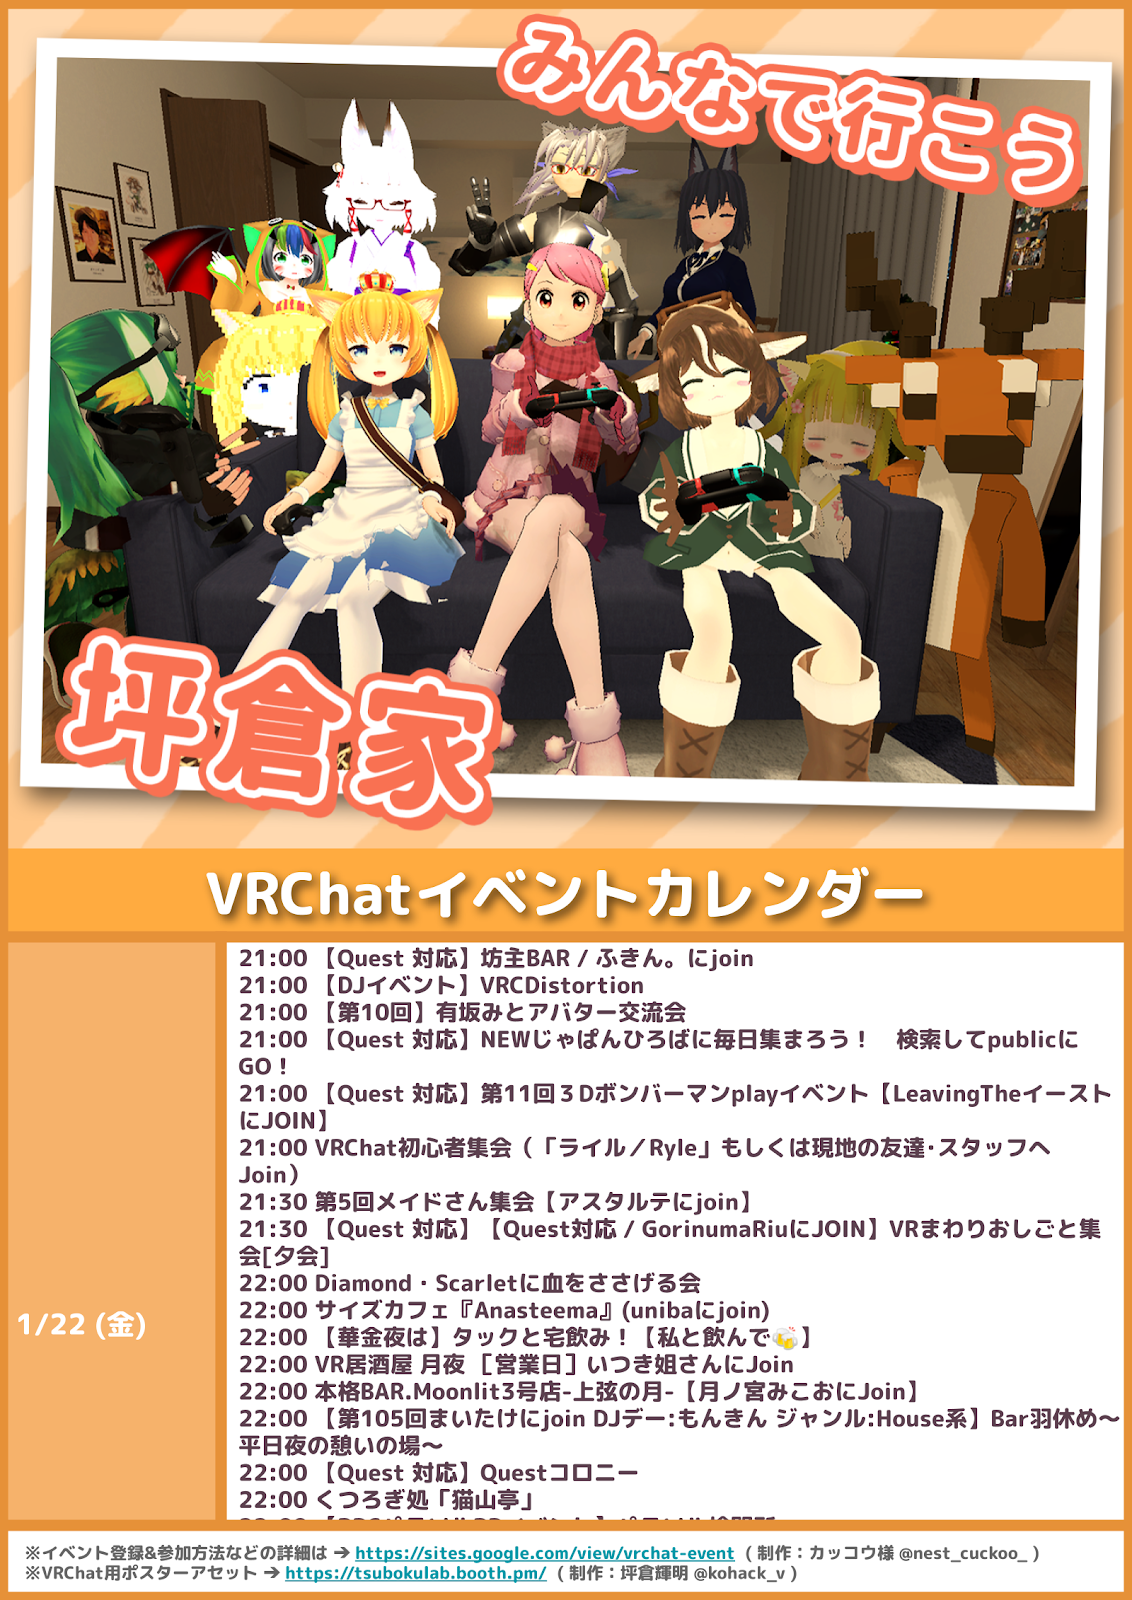 みんなで行こう
坪倉家
VRChatイベントカレンダー
1/22 (金)
21:00 【Quest 対応】坊主BAR / ふきん。にjoin
21:00 【DJイベント】VRCDistortion
21:00 【第10回】有坂みとアバター交流会
21:00 【Quest 対応】NEWじゃぱんひろばに毎日集まろう！　検索してpublicに
GO！
21:00 【Quest 対応】第11回３Dボンバーマンplayイベント【LeavingTheイースト
にJOIN】
21:00 VRChat初心者集会（「ライル／Ryle」もしくは現地の友達･スタッフへ
Join）
21:30 第5回メイドさん集会【アスタルテにjoin】
21:30 【Quest 対応】【Quest対応 / GorinumaRiuにJOIN】VRまわりおしごと集
会[夕会]
22:00 Diamond・Scarletに血をささげる会
22:00 サイズカフェ『Anasteema』(unibaにjoin)
22:00 【華金夜は】タックと宅飲み！【私と飲んで🍻】
22:00 VR居酒屋 月夜 ［営業日］いつき姐さんにJoin
22:00 本格BAR.Moonlit3号店-上弦の月-【月ノ宮みこおにJoin】
22:00 【第105回まいたけにjoin DJデー:もんきん ジャンル:House系】Bar羽休め～
平日夜の憩いの場～
22:00 【Quest 対応】Questコロニー
22:00 くつろぎ処「猫山亭」
※イベント登録&参加方法などの詳細は → https://sites.google.com/view/vrchat-event （制作：カッコウ様 @nest_cuckoo_ ）
※VRChat用ポスターアセット → https://tsubokulab.booth.pm/ （制作：坪倉輝明 @kohack_v ）